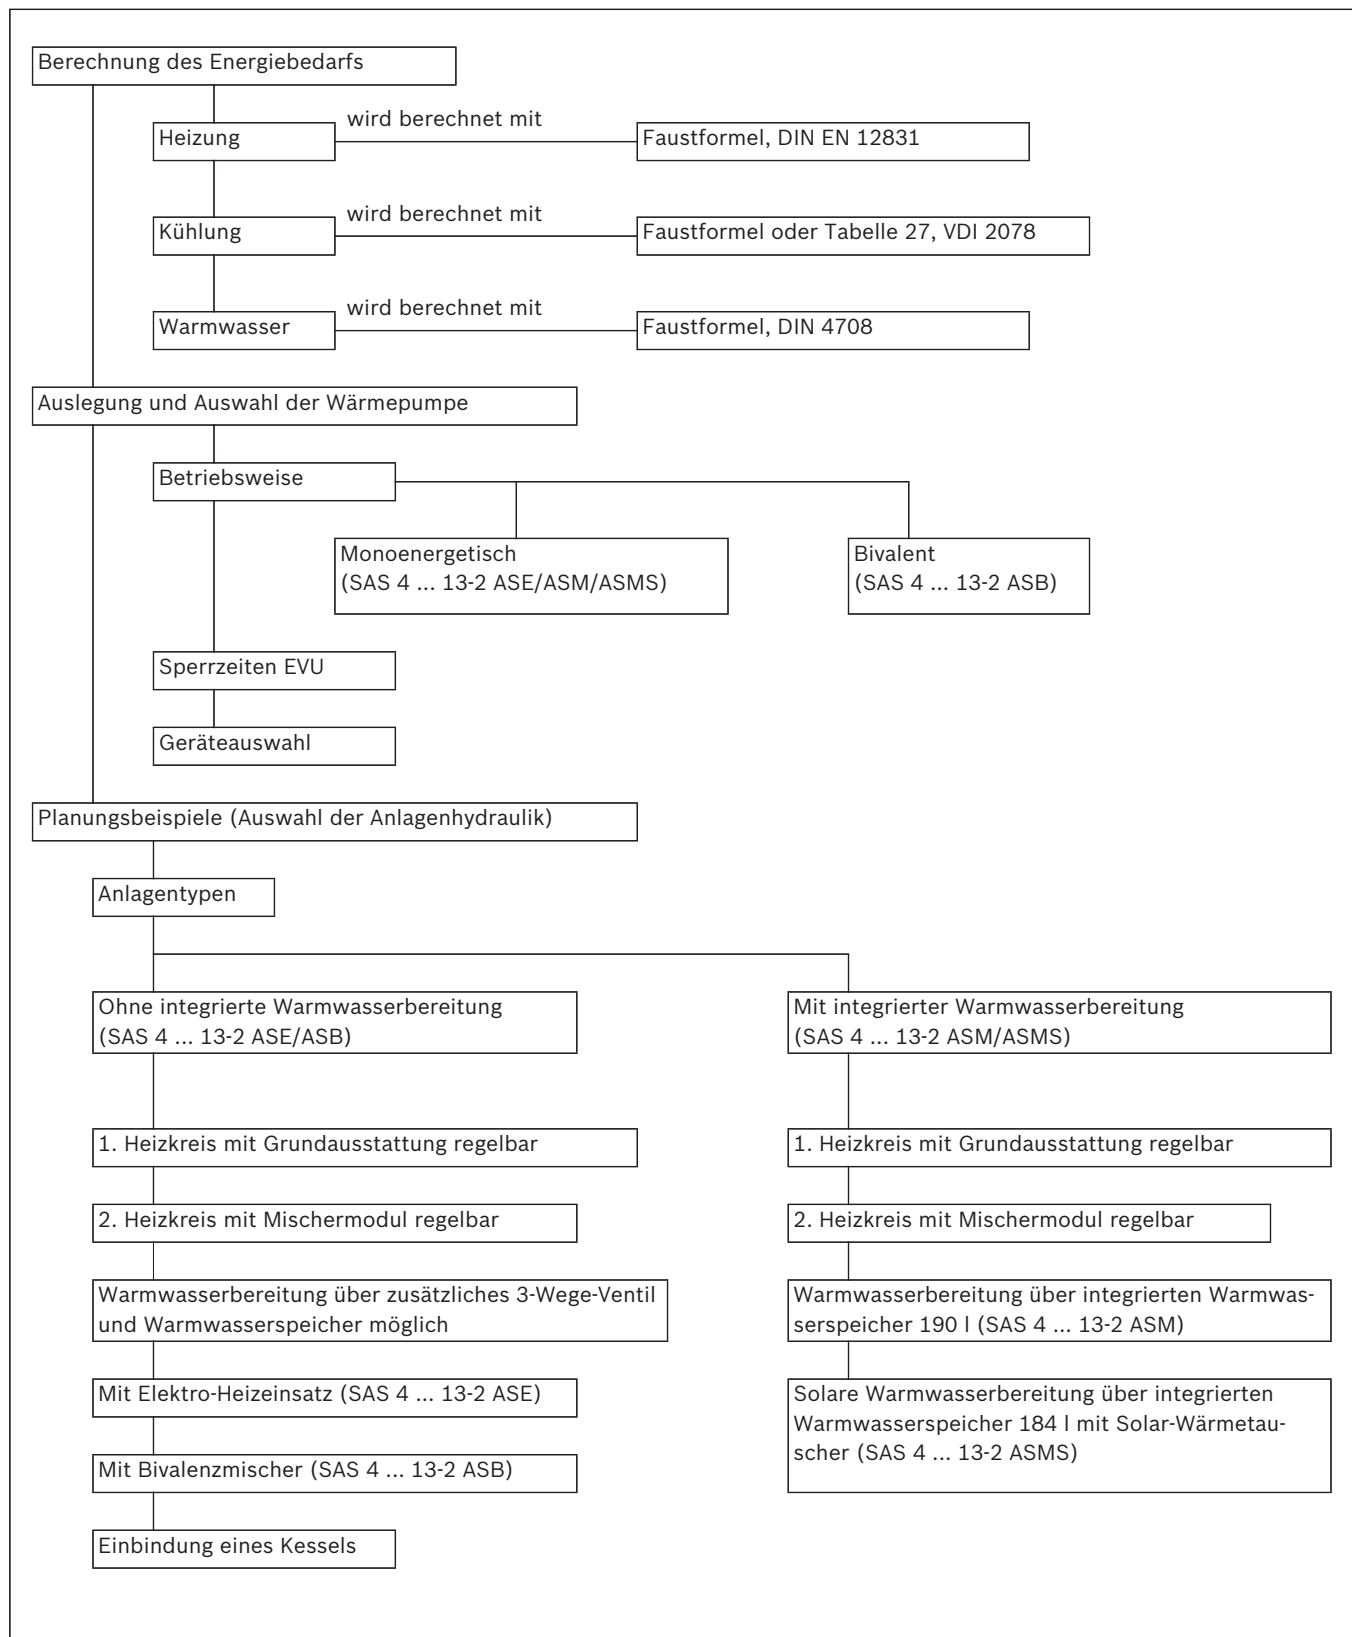 Berechnung des Energiebedarfs
wird berechnet mit
Heizung
Faustformel, DIN EN 12831
wird berechnet mit
Kühlung
Faustformel oder Tabelle 27, VDI 2078
wird berechnet mit
Warmwasser
Faustformel, DIN 4708
Auslegung und Auswahl der Wärmepumpe
Betriebsweise
Monoenergetisch
(SAS 4 ... 13-2 ASE/ASM/ASMS)
Bivalent
(SAS 4 ... 13-2 ASB)
Sperrzeiten EVU
Geräteauswahl
Planungsbeispiele (Auswahl der Anlagenhydraulik)
Anlagentypen
Ohne integrierte Warmwasserbereitung
(SAS 4 ... 13-2 ASE/ASB)
1. Heizkreis mit Grundausstattung regelbar
2. Heizkreis mit Mischermodul regelbar
Warmwasserbereitung über zusätzliches 3-Wege-Ventil
und Warmwasserspeicher möglich
Mit Elektro-Heizeinsatz (SAS 4 ... 13-2 ASE)
Mit Bivalenzmischer (SAS 4 ... 13-2 ASB)
Einbindung eines Kessels
Mit integrierter Warmwasserbereitung
(SAS 4 ... 13-2 ASM/ASMS)
1. Heizkreis mit Grundausstattung regelbar
2. Heizkreis mit Mischermodul regelbar
Warmwasserbereitung über integrierten Warmwas-
serspeicher 190 l (SAS 4 ... 13-2 ASM)
Solare Warmwasserbereitung über integrierten
Warmwasserspeicher 184 l mit Solar-Wärmetau-
scher (SAS 4 ... 13-2 ASMS)